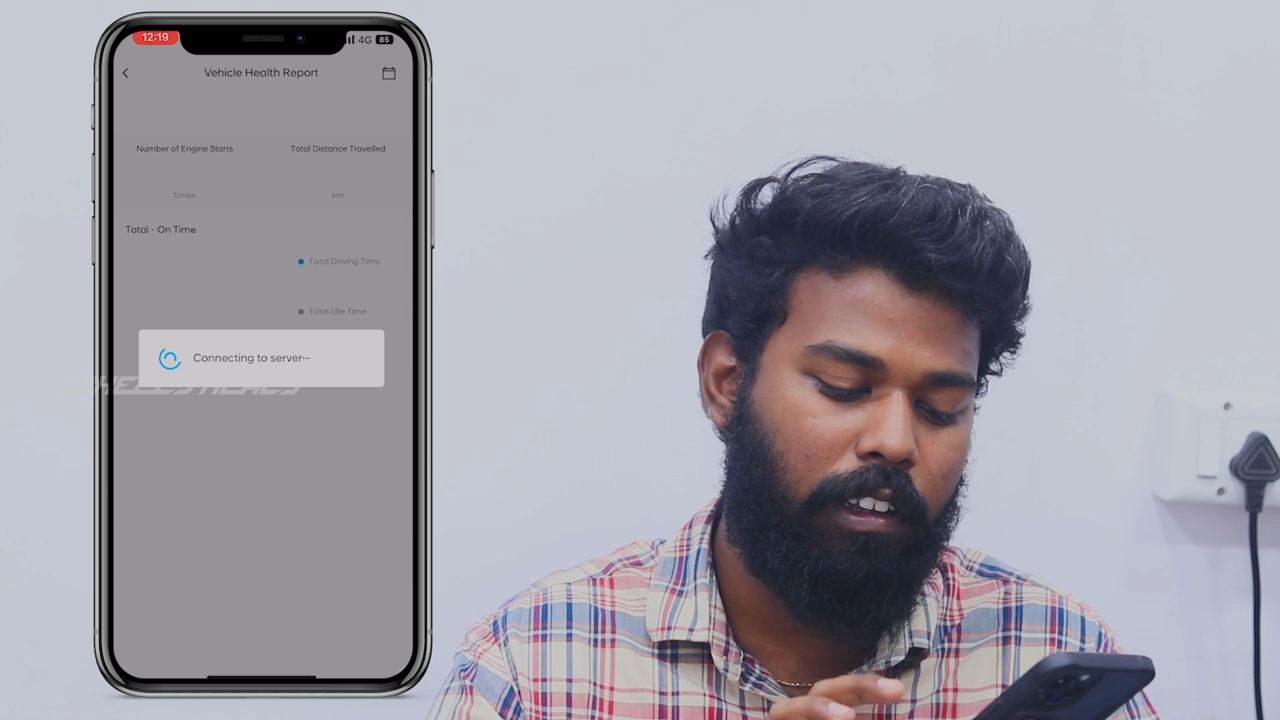 12:19
4G 85
Vehicle Health Report
Number of Engine Starts
Total Distance Travelled
times
km
Total - On Time
Total Driving Time
Total Idle Time
Connecting to server···